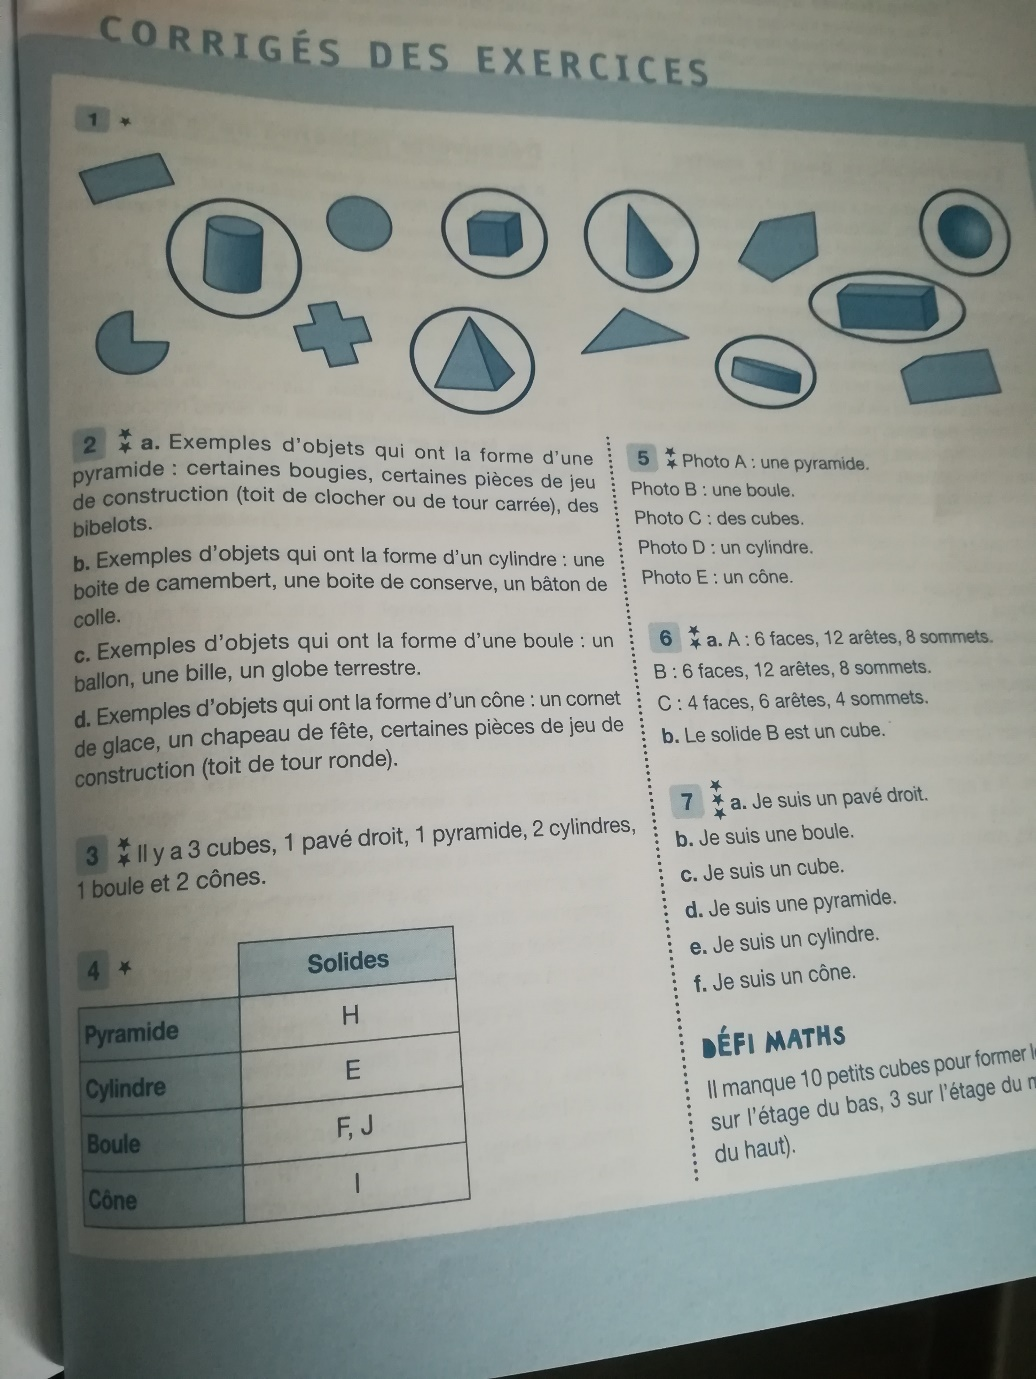 CORRIGÉS DES EXERCICES
1 ★
2 ★★ a. Exemples d'objets qui ont la forme d'une
pyramide : certaines bougies, certaines pièces de jeu
de construction (toit de clocher ou de tour carrée), des
bibelots.
b. Exemples d'objets qui ont la forme d'un cylindre : une
boite de camembert, une boite de conserve, un bâton de
colle.
c. Exemples d'objets qui ont la forme d'une boule : un
ballon, une bille, un globe terrestre.
d. Exemples d'objets qui ont la forme d'un cône : un cornet
de glace, un chapeau de fête, certaines pièces de jeu de
construction (toit de tour ronde).
3 ★★ Il y a 3 cubes, 1 pavé droit, 1 pyramide, 2 cylindres,
1 boule et 2 cônes.
4 ★
Solides
Pyramide H
Cylindre E
Boule F, J
Cône I
5 ★★ Photo A : une pyramide.
Photo B : une boule.
Photo C : des cubes.
Photo D : un cylindre.
Photo E : un cône.
6 ★★ a. A : 6 faces, 12 arêtes, 8 sommets.
B : 6 faces, 12 arêtes, 8 sommets.
C : 4 faces, 6 arêtes, 4 sommets.
b. Le solide B est un cube.
7 ★★★ a. Je suis un pavé droit.
b. Je suis une boule.
c. Je suis un cube.
d. Je suis une pyramide.
e. Je suis un cylindre.
f. Je suis un cône.
DÉFI MATHS
Il manque 10 petits cubes pour former
sur l'étage du bas, 3 sur l'étage du
du haut).